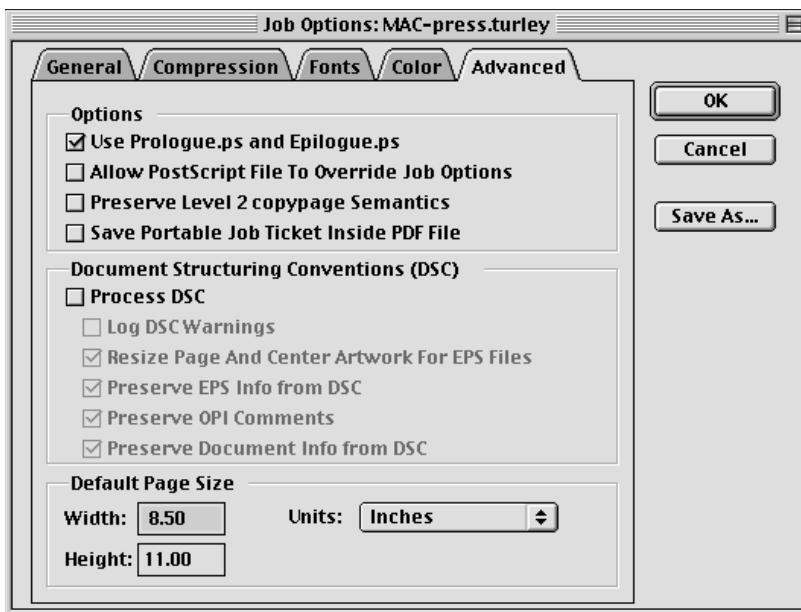 Job Options: MAC-press.turley
General Compression Fonts Color Advanced
Options
Use Prologue.ps and Epilogue.ps
Allow PostScript File To Override Job Options
Preserve Level 2 copypage Semantics
Save Portable Job Ticket Inside PDF File
Document Structuring Conventions (DSC)
Process DSC
Log DSC Warnings
Resize Page And Center Artwork For EPS Files
Preserve EPS Info from DSC
Preserve OPI Comments
Preserve Document Info from DSC
Default Page Size
Width: 8.50 Units: Inches
Height: 11.00
OK
Cancel
Save As...